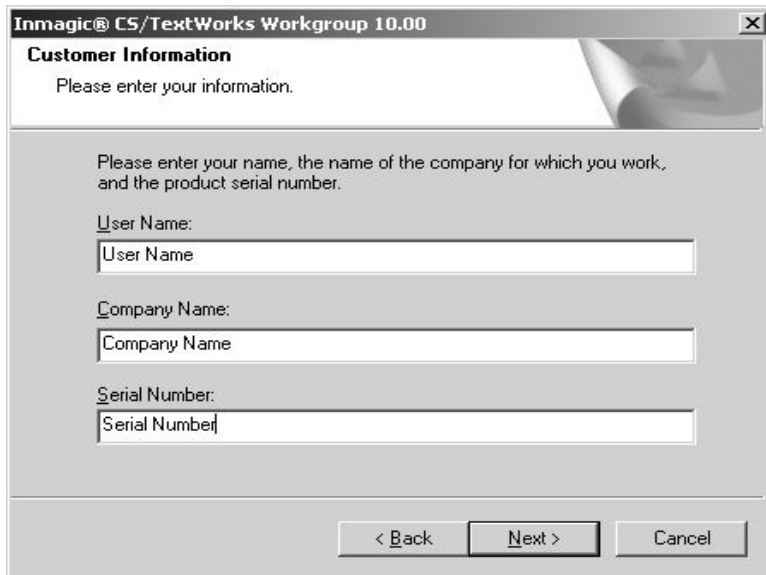 Inmagic® CS/TextWorks Workgroup 10.00
Customer Information
Please enter your information.
Please enter your name, the name of the company for which you work,
and the product serial number.
User Name:
User Name
Company Name:
Company Name
Serial Number:
Serial Number
< Back Next > Cancel